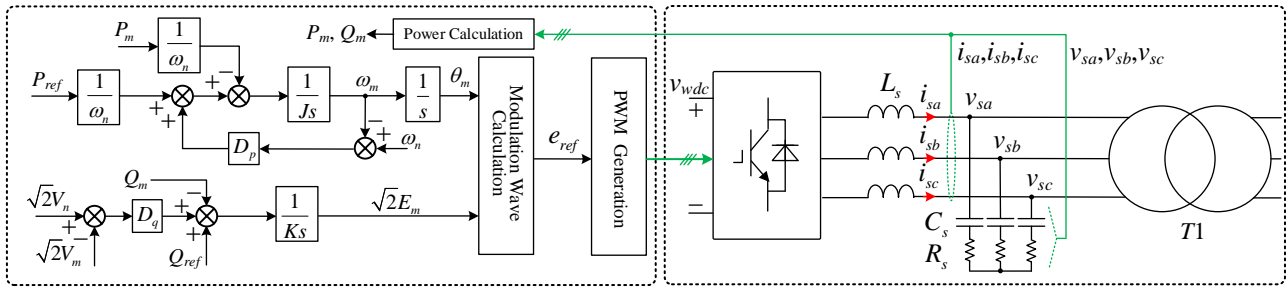 P_m
1/ω_n
P_m, Q_m
Power Calculation
i_sa, i_sb, i_sc
v_sa, v_sb, v_sc
P_ref
1/ω_n
+
+
+
−
1/Js
ω_m
1/s
θ_m
−
+
ω_n
D_p
Modulation Wave Calculation
e_ref
PWM Generation
v_wdc
+
−
L_s
i_sa
v_sa
i_sb
v_sb
i_sc
v_sc
C_s
R_s
T1
Q_m
√2V_n
+
−
√2V_m
D_q
−
+
−
+
Q_ref
1/Ks
√2E_m